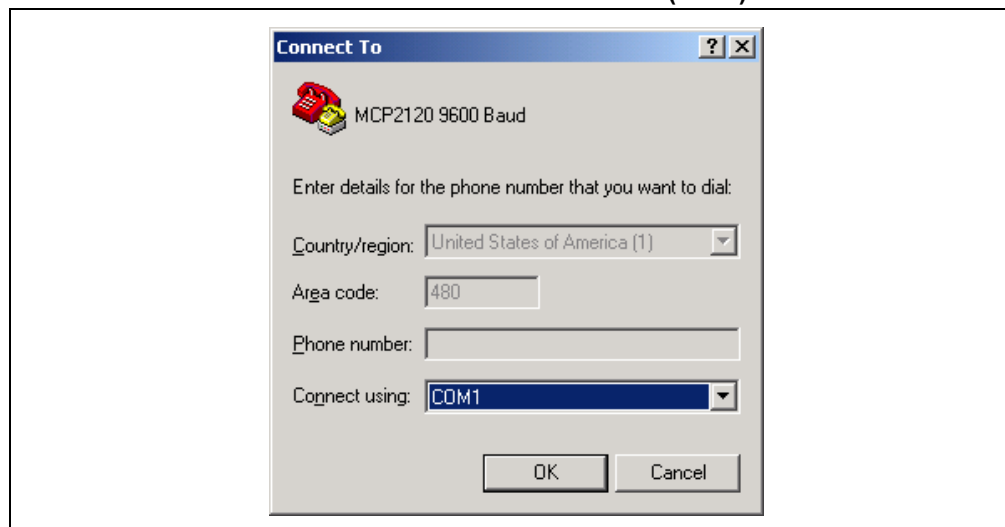 Connect To
MCP2120 9600 Baud
Enter details for the phone number that you want to dial:
Country/region: United States of America (1)
Area code: 480
Phone number:
Connect using: COM1
OK Cancel